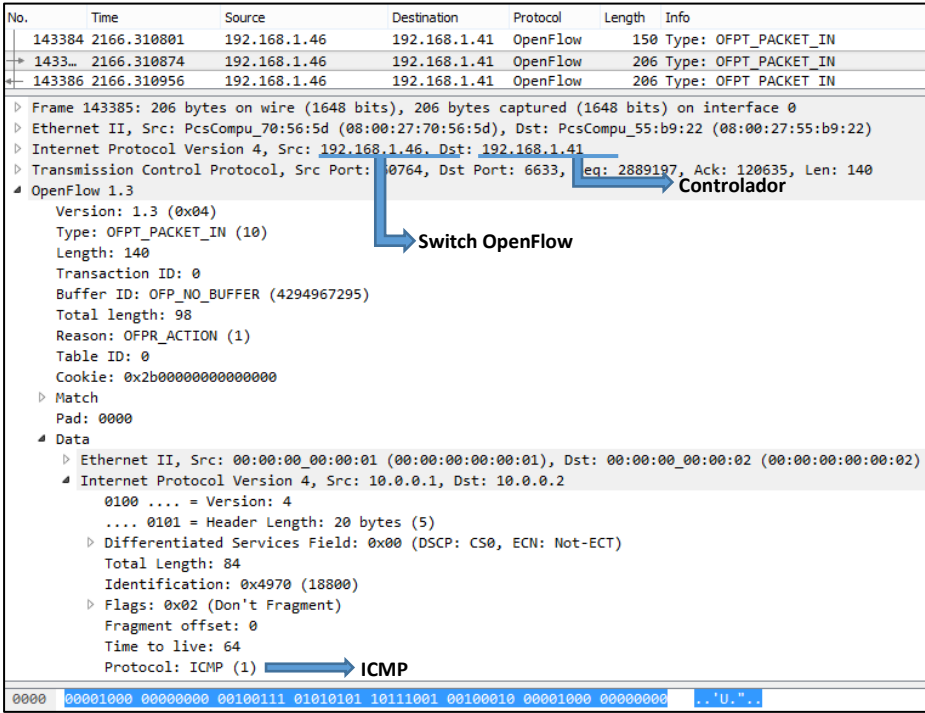 No. Time Source Destination Protocol Length Info
143384 2166.310801 192.168.1.46 192.168.1.41 OpenFlow 150 Type: OFPT_PACKET_IN
1433… 2166.310874 192.168.1.46 192.168.1.41 OpenFlow 206 Type: OFPT_PACKET_IN
143386 2166.310956 192.168.1.46 192.168.1.41 OpenFlow 206 Type: OFPT_PACKET_IN
Frame 143385: 206 bytes on wire (1648 bits), 206 bytes captured (1648 bits) on interface 0
Ethernet II, Src: PcsCompu_70:56:5d (08:00:27:70:56:5d), Dst: PcsCompu_55:b9:22 (08:00:27:55:b9:22)
Internet Protocol Version 4, Src: 192.168.1.46, Dst: 192.168.1.41
Transmission Control Protocol, Src Port: Dst Port: 6633, Seq: 2889197, Ack: 120635, Len: 140
Controlador
OpenFlow 1.3
Version: 1.3 (0x04)
Type: OFPT_PACKET_IN (10)
Switch OpenFlow
Length: 140
Transaction ID: 0
Buffer ID: OFP_NO_BUFFER (4294967295)
Total length: 98
Reason: OFPR_ACTION (1)
Table ID: 0
Cookie: 0x2b00000000000000
Match
Pad: 0000
Data
Ethernet II, Src: 00:00:00_00:00:01 (00:00:00:00:00:01), Dst: 00:00:00_00:00:02 (00:00:00:00:00:02)
Internet Protocol Version 4, Src: 10.0.0.1, Dst: 10.0.0.2
0100 .... = Version: 4
.... 0101 = Header Length: 20 bytes (5)
Differentiated Services Field: 0x00 (DSCP: CS0, ECN: Not-ECT)
Total Length: 84
Identification: 0x4970 (18800)
Flags: 0x02 (Don't Fragment)
Fragment offset: 0
Time to live: 64
Protocol: ICMP (1) ICMP
0000 00001000 00000000 00100111 01010101 10111001 00100010 00001000 00000000 ..'U."..